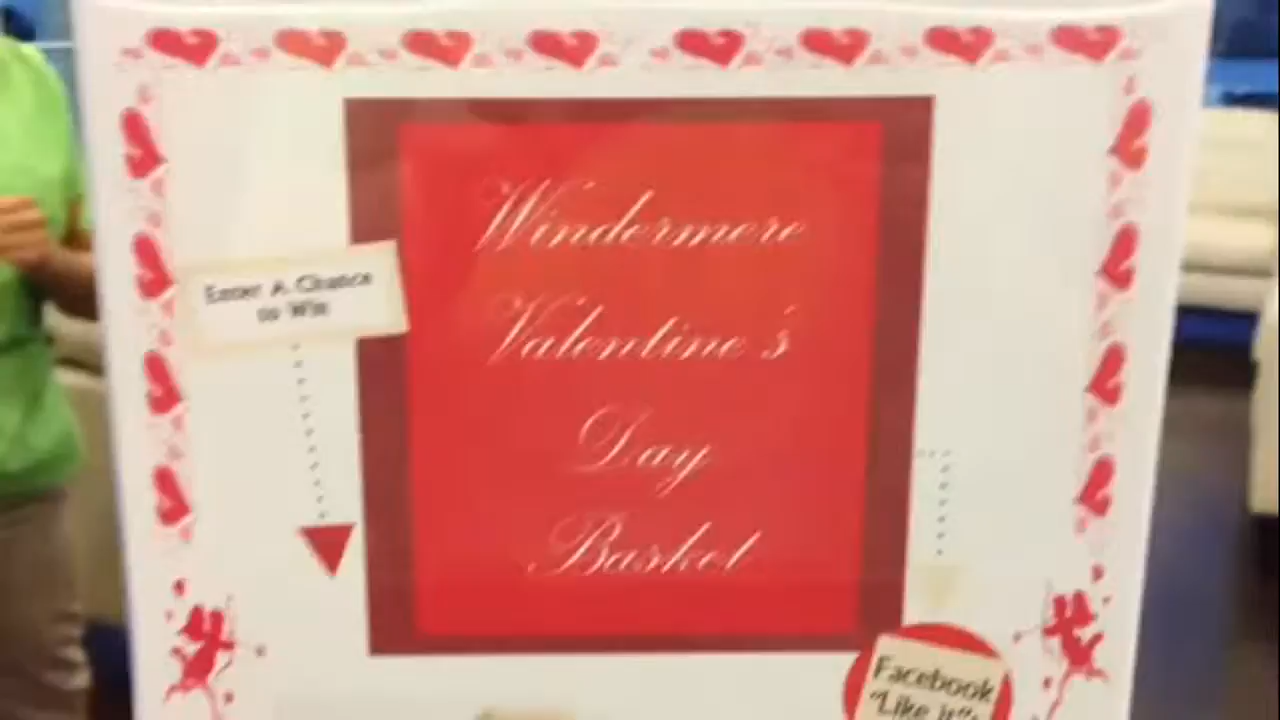 Windermere
Valentine's
Day
Basket
Enter A Chance
to Win
Facebook
"Like it"